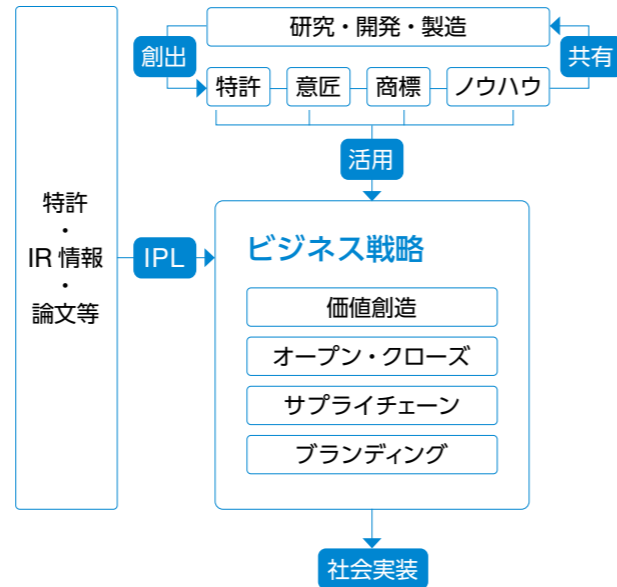 研究・開発・製造
創出
共有
特許
意匠
商標
ノウハウ
活用
特許
・
IR 情報
・
論文等
IPL
ビジネス戦略
価値創造
オープン・クローズ
サプライチェーン
ブランディング
社会実装